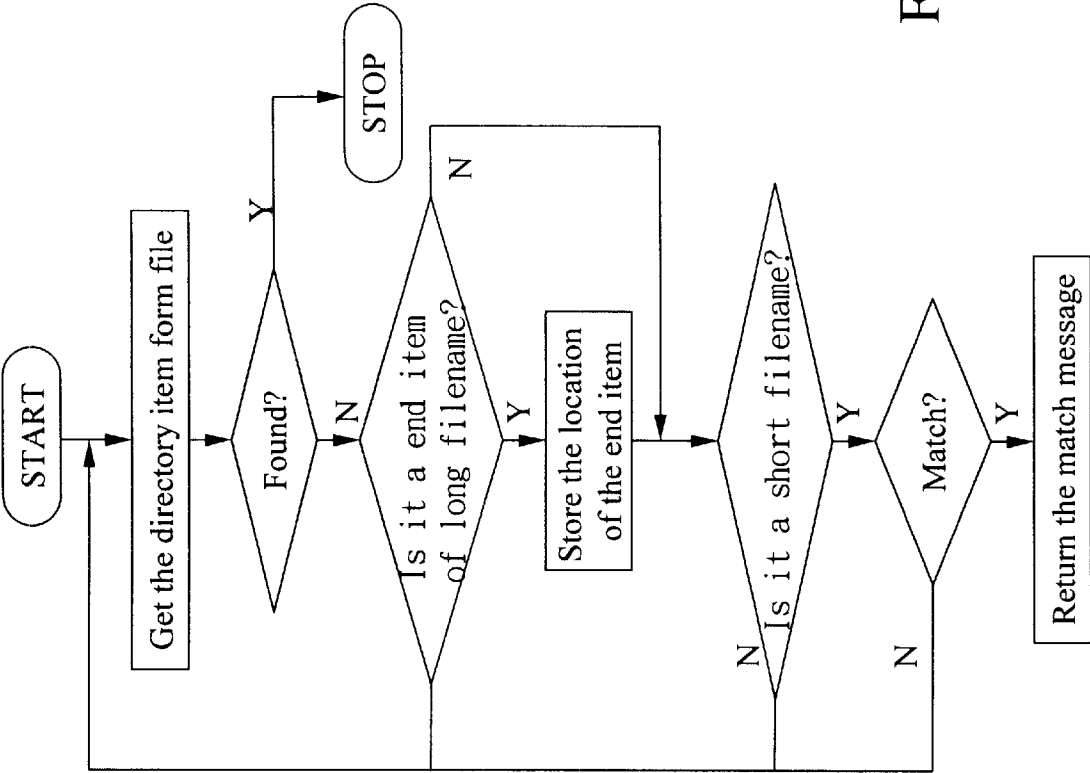 START
Get the directory item form file
Found?
Y
STOP
N
Is it a end item
of long filename?
N
Y
Store the location
of the end item
Is it a short filename?
N
Y
Match?
N
Y
Return the match message
F